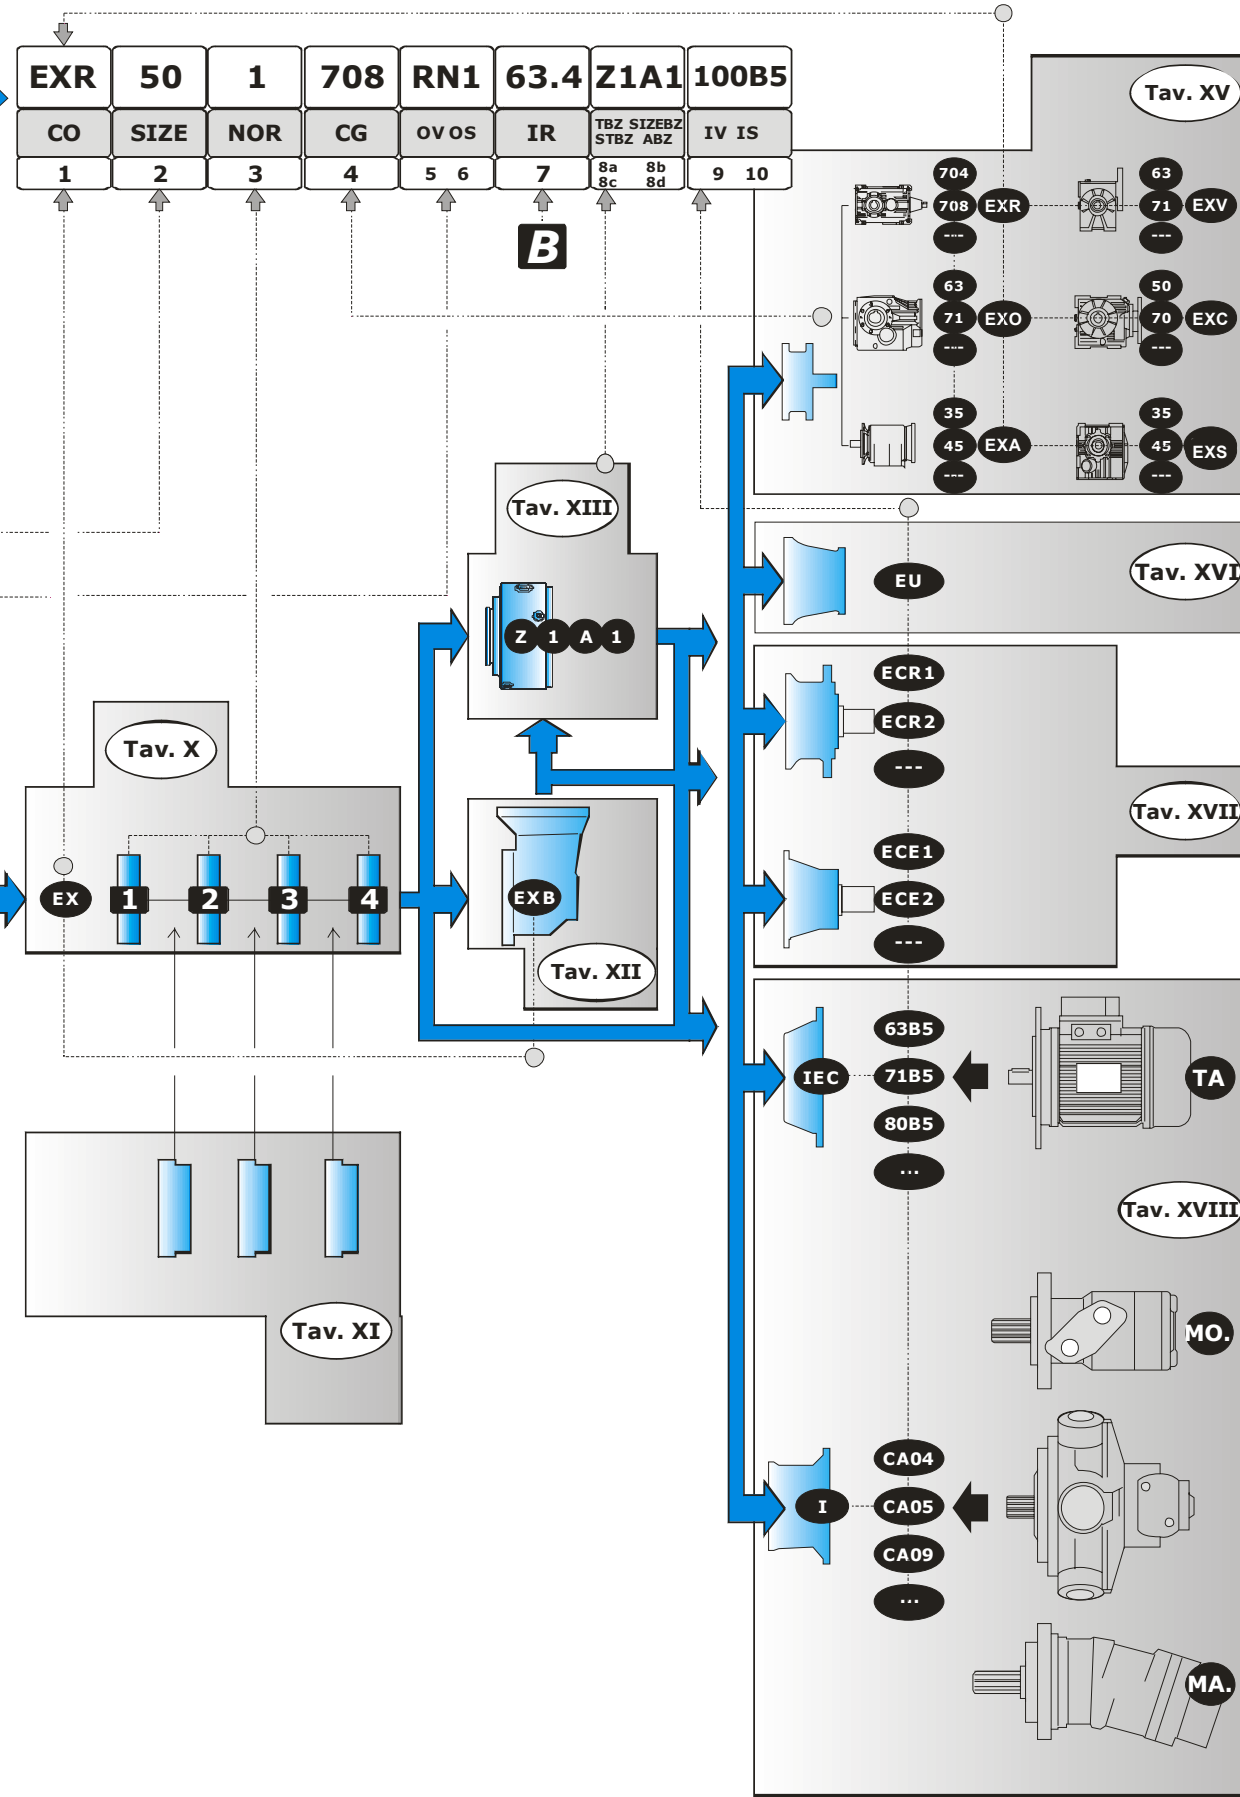 EXR 50 1 708 RN1 63.4 Z1A1 100B5
CO SIZE NOR CG OV OS IR TBZ SIZEBZ IV IS
STBZ ABZ
1 2 3 4 5 6 7 8a 8b 9 10
8c 8d
B
Tav. XV
704 63
708 EXR 71 EXV
--- ---
63 50
71 EXO 70 EXC
--- ---
35 35
45 EXA 45 EXS
--- ---
Tav. XIII
Z 1 A 1
EU Tav. XVI
ECR1
ECR2
---
Tav. XVII
ECE1
ECE2
---
Tav. X
EX 1 2 3 4
EXB
Tav. XII
63B5
IEC 71B5 TA
80B5
...
Tav. XVIII
Tav. XI
MO.
CA04
I CA05
CA09
...
MA.